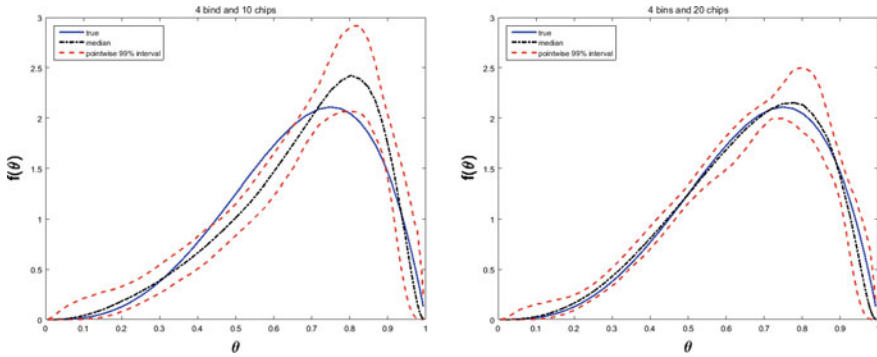 4 bind and 10 chips
true
median
pointwise 99% interval
f(θ)
3
2.5
2
1.5
1
0.5
0
0 0.1 0.2 0.3 0.4 0.5 0.6 0.7 0.8 0.9 1
θ
4 bins and 20 chips
true
median
pointwise 99% interval
f(θ)
3
2.5
2
1.5
1
0.5
0
0 0.1 0.2 0.3 0.4 0.5 0.6 0.7 0.8 0.9 1
θ